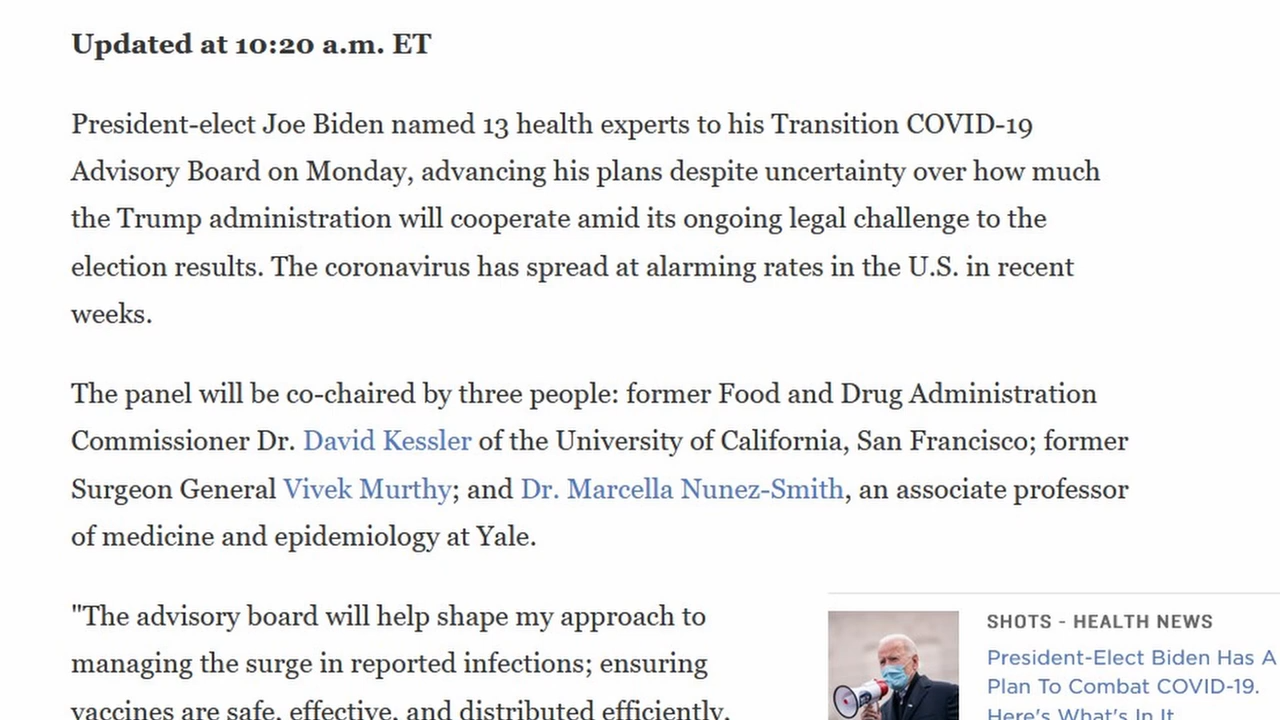 Updated at 10:20 a.m. ET
President-elect Joe Biden named 13 health experts to his Transition COVID-19
Advisory Board on Monday, advancing his plans despite uncertainty over how much
the Trump administration will cooperate amid its ongoing legal challenge to the
election results. The coronavirus has spread at alarming rates in the U.S. in recent
weeks.
The panel will be co-chaired by three people: former Food and Drug Administration
Commissioner Dr. David Kessler of the University of California, San Francisco; former
Surgeon General Vivek Murthy; and Dr. Marcella Nunez-Smith, an associate professor
of medicine and epidemiology at Yale.
"The advisory board will help shape my approach to
managing the surge in reported infections; ensuring
vaccines are safe, effective, and distributed efficiently,
SHOTS - HEALTH NEWS
President-Elect Biden Has A
Plan To Combat COVID-19.
Here's What's In It